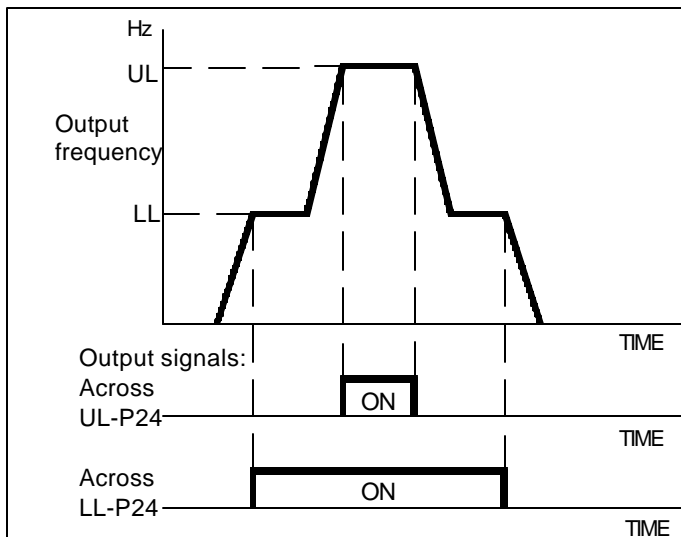 Hz
UL
Output
frequency
LL
TIME
Output signals:
Across
UL-P24
ON
TIME
Across
LL-P24
ON
TIME